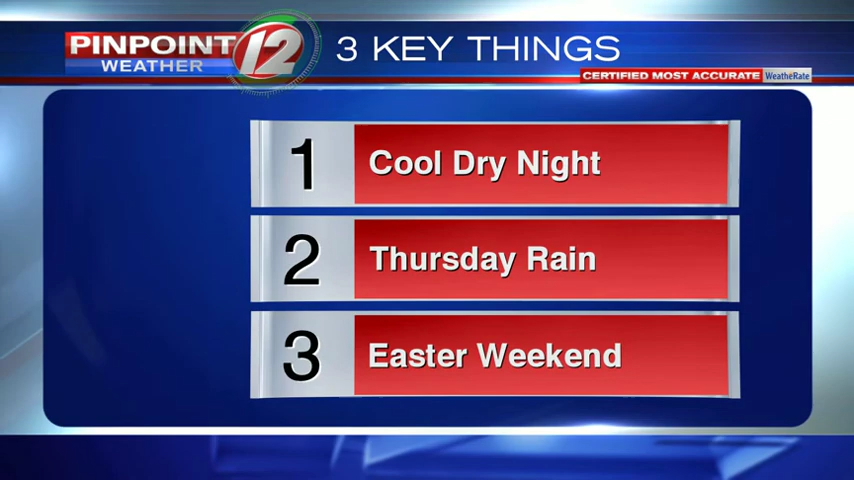 PINPOINT 12
WEATHER
3 KEY THINGS
CERTIFIED MOST ACCURATE WeatheRate
1 Cool Dry Night
2 Thursday Rain
3 Easter Weekend